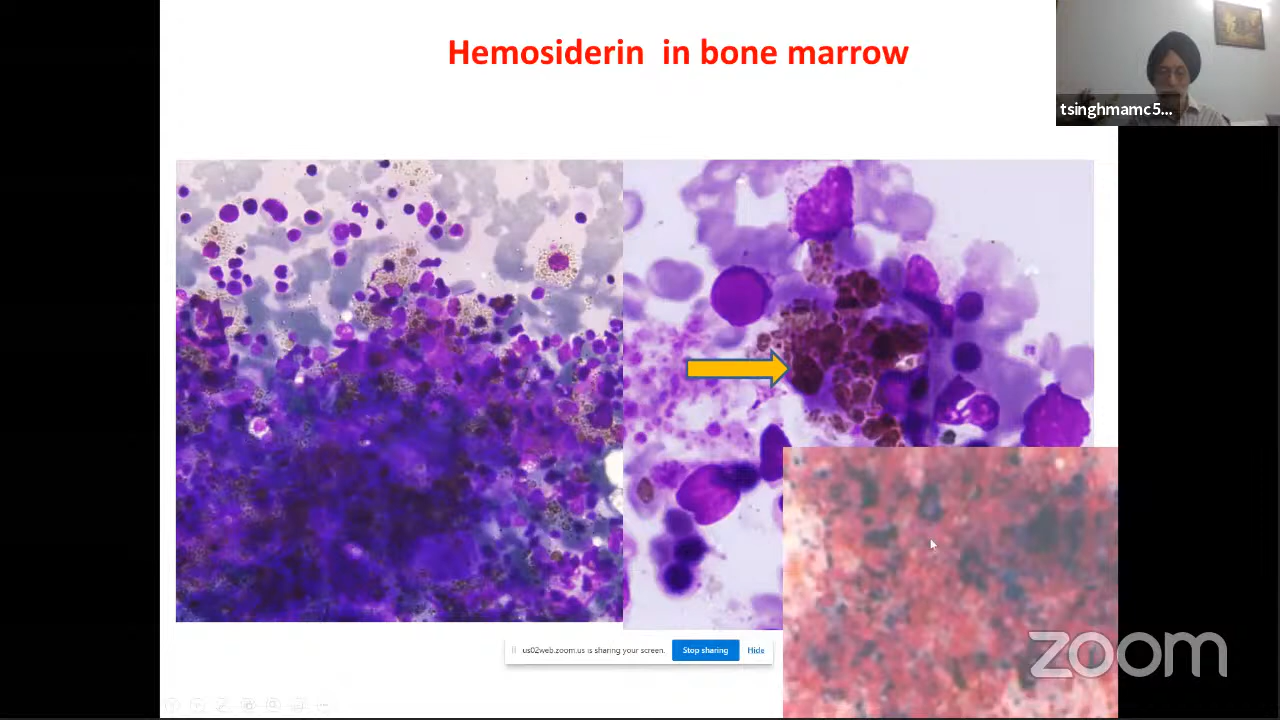 Hemosiderin in bone marrow
tsinghmamc5...
us02web.zoom.us is sharing your screen.
Stop sharing
Hide
zoom